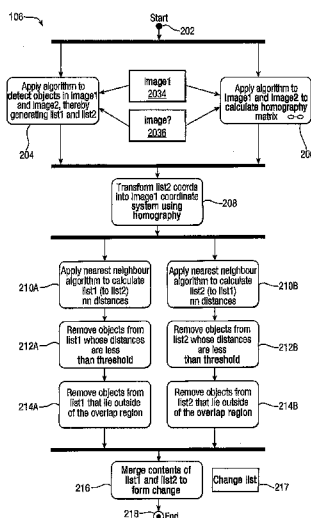 106
Start
202
Apply algorithm to
detect objects in image1
and image2, thereby
generating list1 and list2
204
image1
2034
image?
2036
Apply algorithm to
image1 and image2 to
calculate homography
matrix
206
Transform list2 coords
into image1 coordinate
system using
homography
208
210A
Apply nearest neighbour
algorithm to calculate
list1 (to list2)
nn distances
Apply nearest neighbour
algorithm to calculate
list2 (to list1)
nn distances
210B
212A
Remove objects from
list1 whose distances
are less
than threshold
Remove objects from
list2 whose distances
are less
than threshold
212B
214A
Remove objects from
list1 that lie outside
of the overlap region
Remove objects from
list2 that lie outside
of the overlap region
214B
216
Merge contents of
list1 and list2 to
form change
Change list
217
218
End